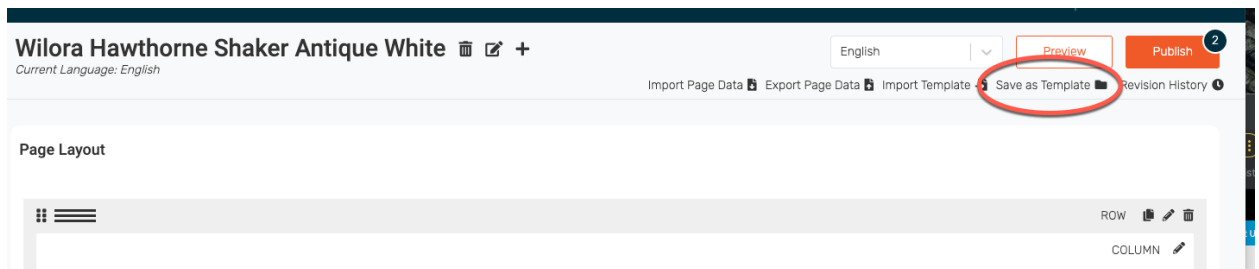 Wilora Hawthorne Shaker Antique White
Current Language: English
English
Preview
Publish
2
Import Page Data Export Page Data Import Template Save as Template Revision History
Page Layout
ROW
COLUMN